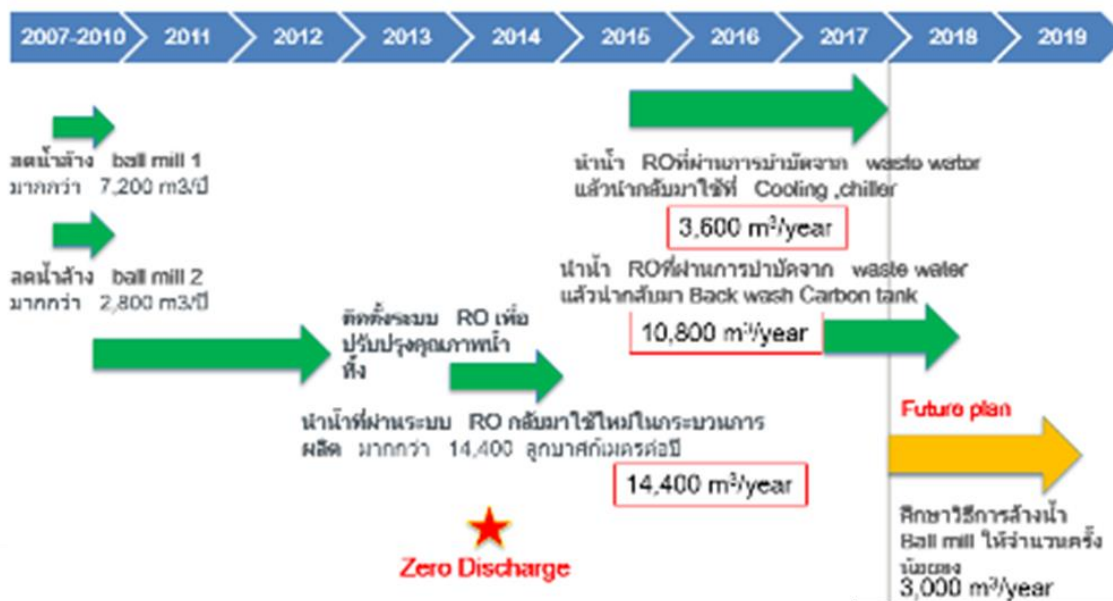 2007-2010 2011 2012 2013 2014 2015 2016 2017 2018 2019
ลดน้ำล้าง ball mill 1
มากกว่า 7,200 m3/ปี
ลดน้ำล้าง ball mill 2
มากกว่า 2,800 m3/ปี
ติดตั้งระบบ RO เพื่อ
ปรับปรุงคุณภาพน้ำ
ทิ้ง
นำน้ำที่ผ่านระบบ RO กลับมาใช้ใหม่ในกระบวนการ
ผลิต มากกว่า 14,400 ลูกบาศก์เมตรต่อปี
14,400 m³/year
Zero Discharge
นำน้ำ ROที่ผ่านการบำบัดจาก waste water
แล้วนำกลับมาใช้ที่ Cooling ,chiller
3,600 m³/year
นำน้ำ ROที่ผ่านการบำบัดจาก waste water
แล้วนำกลับมา Back wash Carbon tank
10,800 m³/year
Future plan
ศึกษาวิธีการล้างน้ำ
Ball mill ให้จำนวนครั้ง
น้อยลง
3,000 m³/year